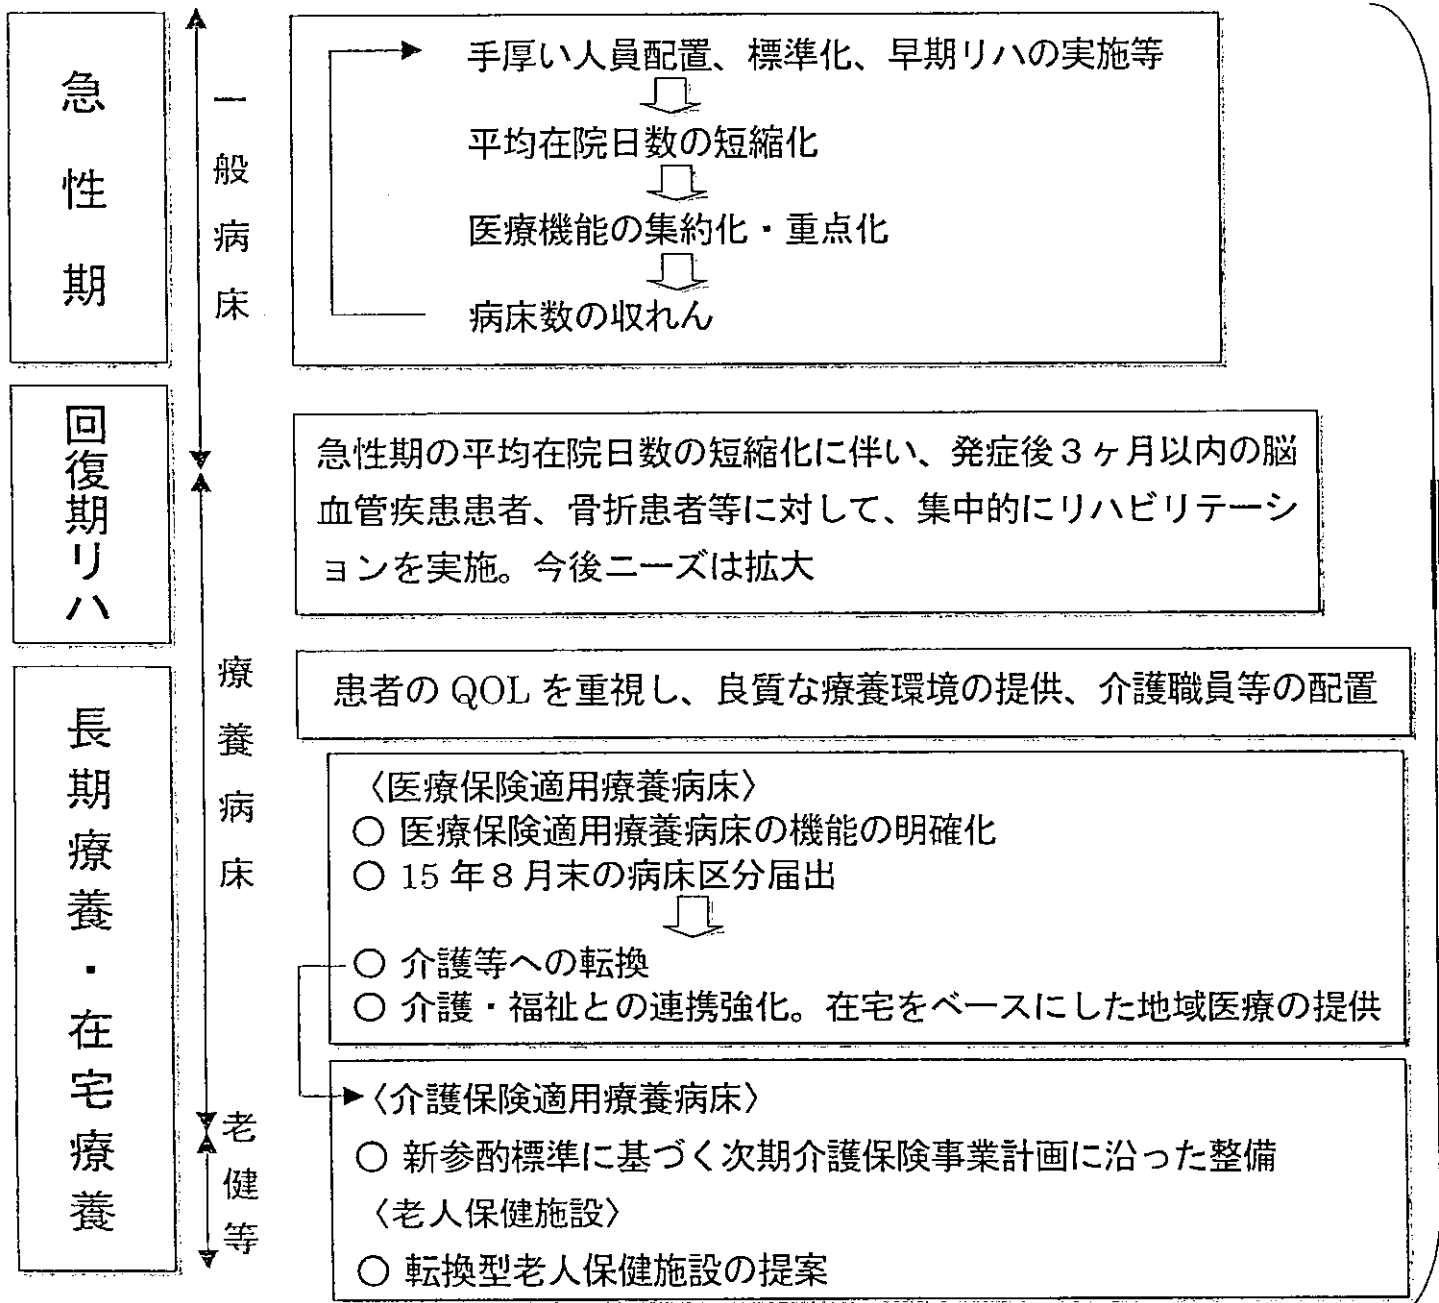 急性期
一般病床
手厚い人員配置、標準化、早期リハの実施等
平均在院日数の短縮化
医療機能の集約化・重点化
病床数の収れん
回復期リハ
急性期の平均在院日数の短縮化に伴い、発症後３ヶ月以内の脳
血管疾患患者、骨折患者等に対して、集中的にリハビリテーシ
ョンを実施。今後ニーズは拡大
長期療養・在宅療養
療養病床
患者の QOL を重視し、良質な療養環境の提供、介護職員等の配置
〈医療保険適用療養病床〉
○ 医療保険適用療養病床の機能の明確化
○ 15 年８月末の病床区分届出
○ 介護等への転換
○ 介護・福祉との連携強化。在宅をベースにした地域医療の提供
老健等
〈介護保険適用療養病床〉
○ 新参酌標準に基づく次期介護保険事業計画に沿った整備
〈老人保健施設〉
○ 転換型老人保健施設の提案